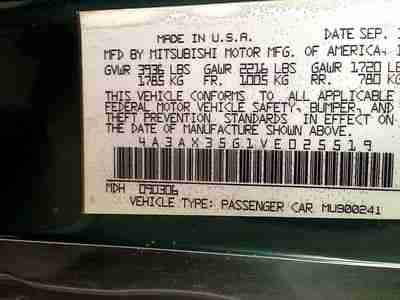 MADE IN U.S.A. DATE SEP.
MFD BY MITSUBISHI MOTOR MFG. OF AMERICA,
GVWR 3936 LBS GAWR 2216 LBS GAWR 1720 LB
1785 KG FR. 1005 KG RR. 780 K
THIS VEHICLE CONFORMS TO ALL APPLICABLE
FEDERAL MOTOR VEHICLE SAFETY, BUMPER, AND
THEFT PREVENTION STANDARDS IN EFFECT ON
THE DATE OF MANUFACTURE SHOWN ABOVE.
4A3AX35G1VE025519
MDH 090306
VEHICLE TYPE: PASSENGER CAR MU900241